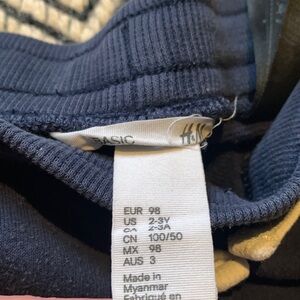 BASIC H&M
EUR 98
US 2-3Y
CA 2-3A
CN 100/50
MX 98
AUS 3
Made in
Myanmar
Fabriqué en